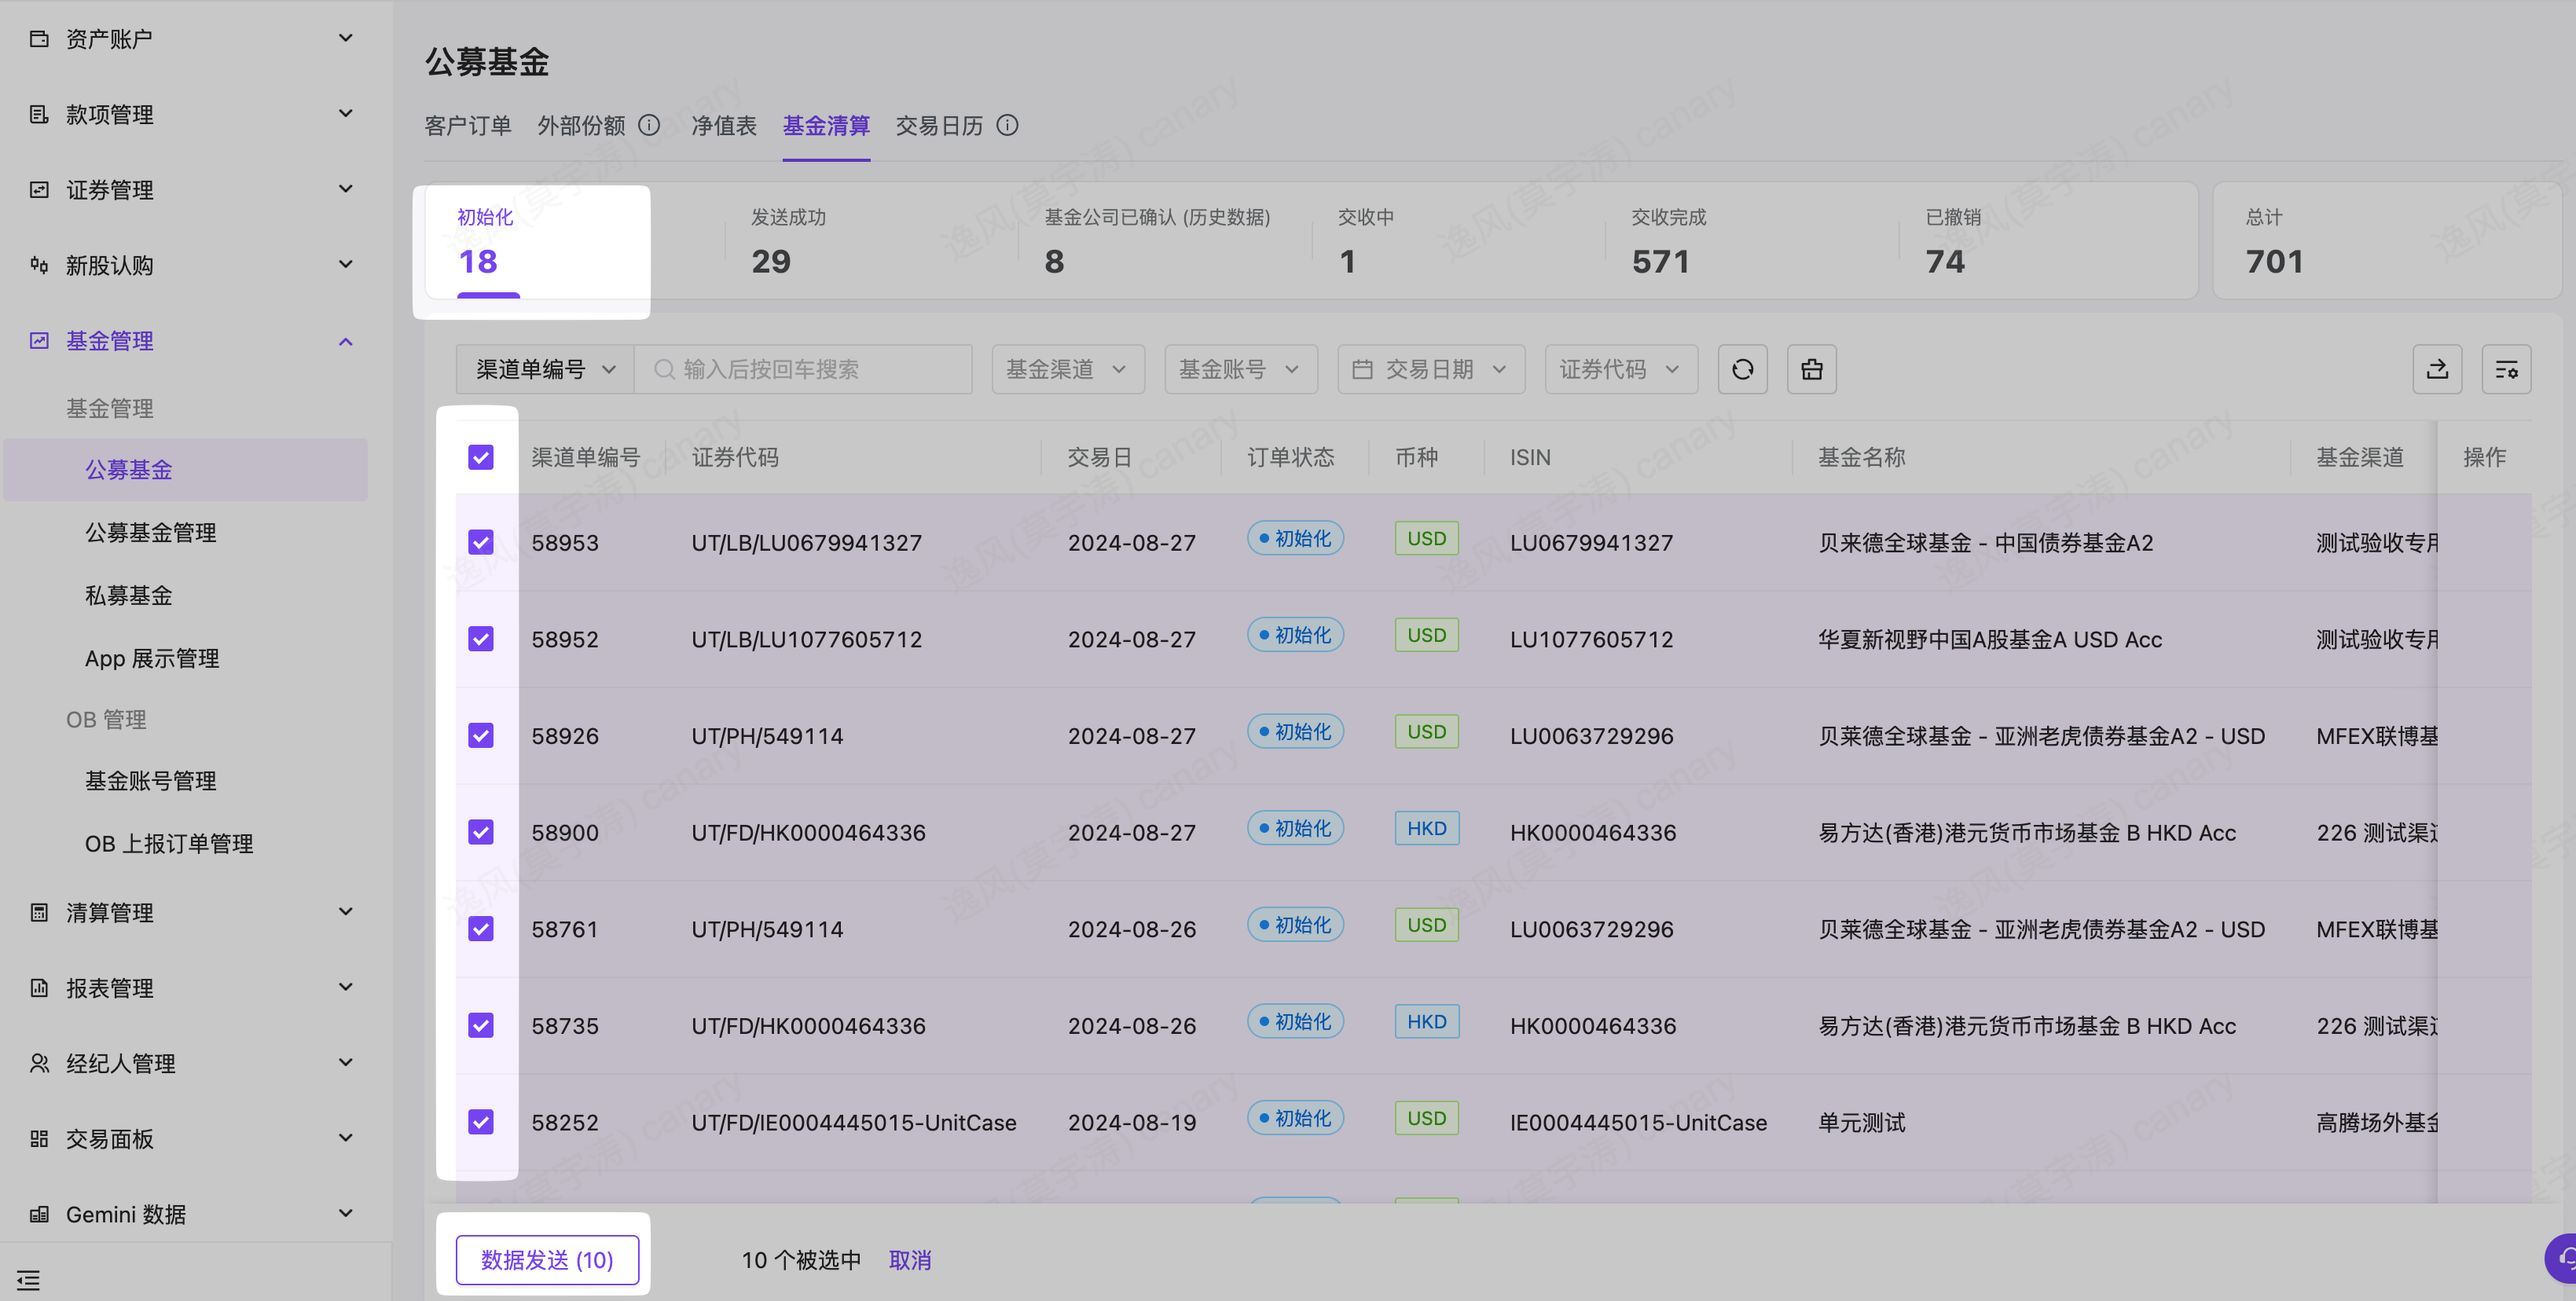 资产账户
款项管理
证券管理
新股认购
基金管理
基金管理
公募基金
公募基金管理
私募基金
App 展示管理
OB 管理
基金账号管理
OB 上报订单管理
清算管理
报表管理
经纪人管理
交易面板
Gemini 数据
公募基金
客户订单 外部份额 净值表 基金清算 交易日历
初始化 发送成功 基金公司已确认 (历史数据) 交收中 交收完成 已撤销 总计
18 29 8 1 571 74 701
渠道单编号 输入后按回车搜索 基金渠道 基金账号 交易日期 证券代码
渠道单编号 证券代码 交易日 订单状态 币种 ISIN 基金名称 基金渠道 操作
58953 UT/LB/LU0679941327 2024-08-27 初始化 USD LU0679941327 贝来德全球基金 - 中国债券基金A2 测试验收专用
58952 UT/LB/LU1077605712 2024-08-27 初始化 USD LU1077605712 华夏新视野中国A股基金A USD Acc 测试验收专用
58926 UT/PH/549114 2024-08-27 初始化 USD LU0063729296 贝莱德全球基金 - 亚洲老虎债券基金A2 - USD MFEX联博基
58900 UT/FD/HK0000464336 2024-08-27 初始化 HKD HK0000464336 易方达(香港)港元货币市场基金 B HKD Acc 226 测试渠道
58761 UT/PH/549114 2024-08-26 初始化 USD LU0063729296 贝莱德全球基金 - 亚洲老虎债券基金A2 - USD MFEX联博基
58735 UT/FD/HK0000464336 2024-08-26 初始化 HKD HK0000464336 易方达(香港)港元货币市场基金 B HKD Acc 226 测试渠道
58252 UT/FD/IE0004445015-UnitCase 2024-08-19 初始化 USD IE0004445015-UnitCase 单元测试 高腾场外基金
数据发送 (10) 10 个被选中 取消
逸风(莫宇涛) canary